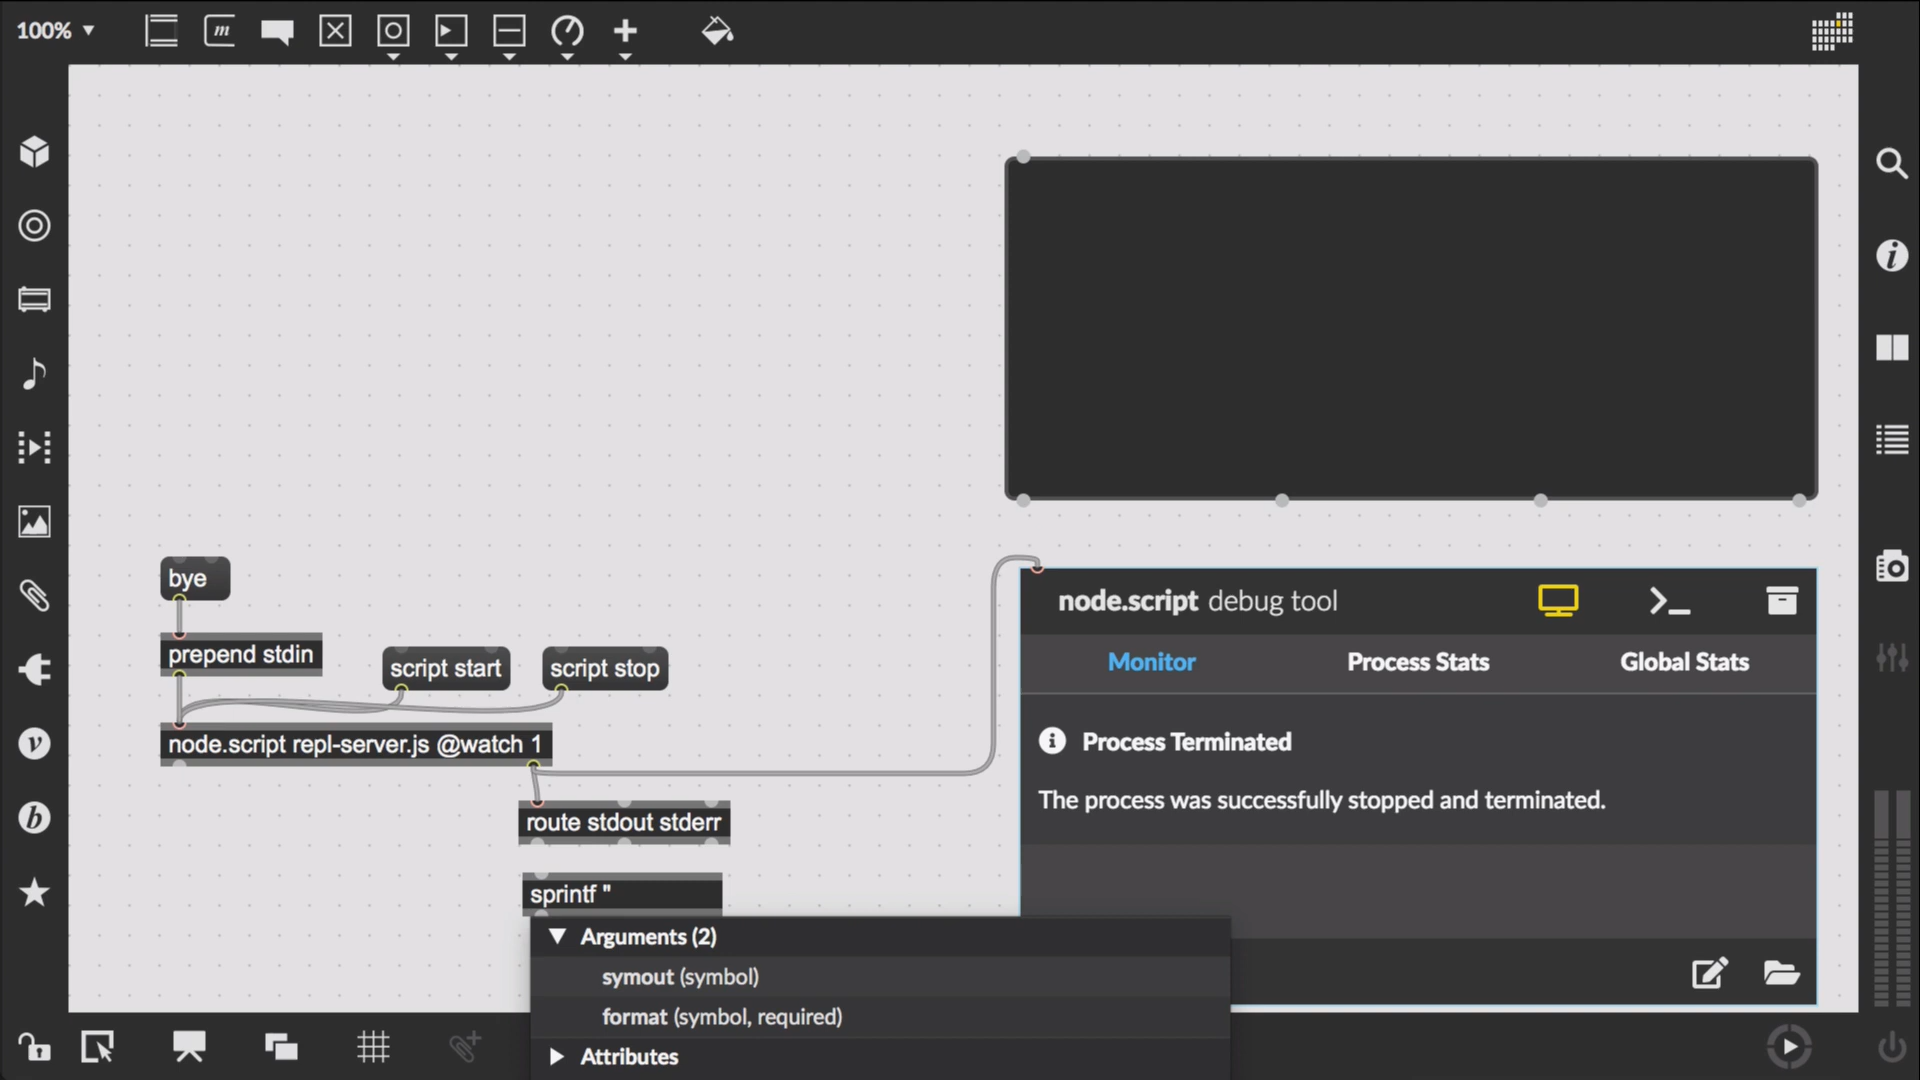 100%
m
bye
prepend stdin
script start
script stop
node.script repl-server.js @watch 1
route stdout stderr
sprintf "
Arguments (2)
symout (symbol)
format (symbol, required)
Attributes
node.script debug tool
Monitor
Process Stats
Global Stats
Process Terminated
The process was successfully stopped and terminated.
v
b
i